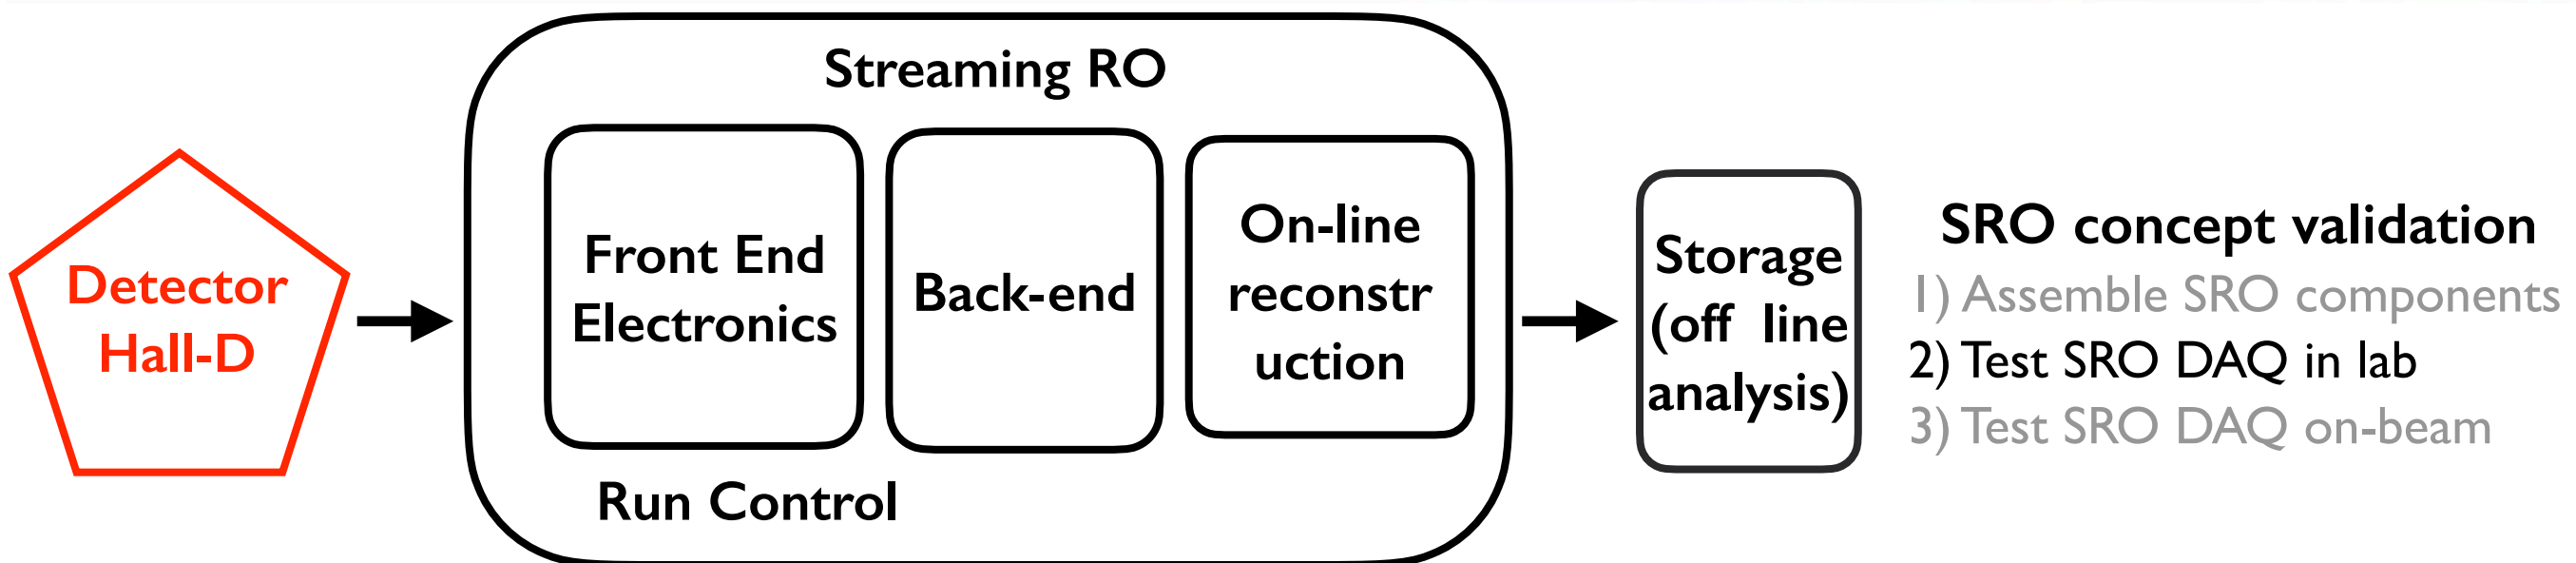 Streaming RO
Detector
Hall-D
Front End
Electronics
Back-end
On-line
reconstr
uction
Run Control
Storage
(off line
analysis)
SRO concept validation
1) Assemble SRO components
2) Test SRO DAQ in lab
3) Test SRO DAQ on-beam